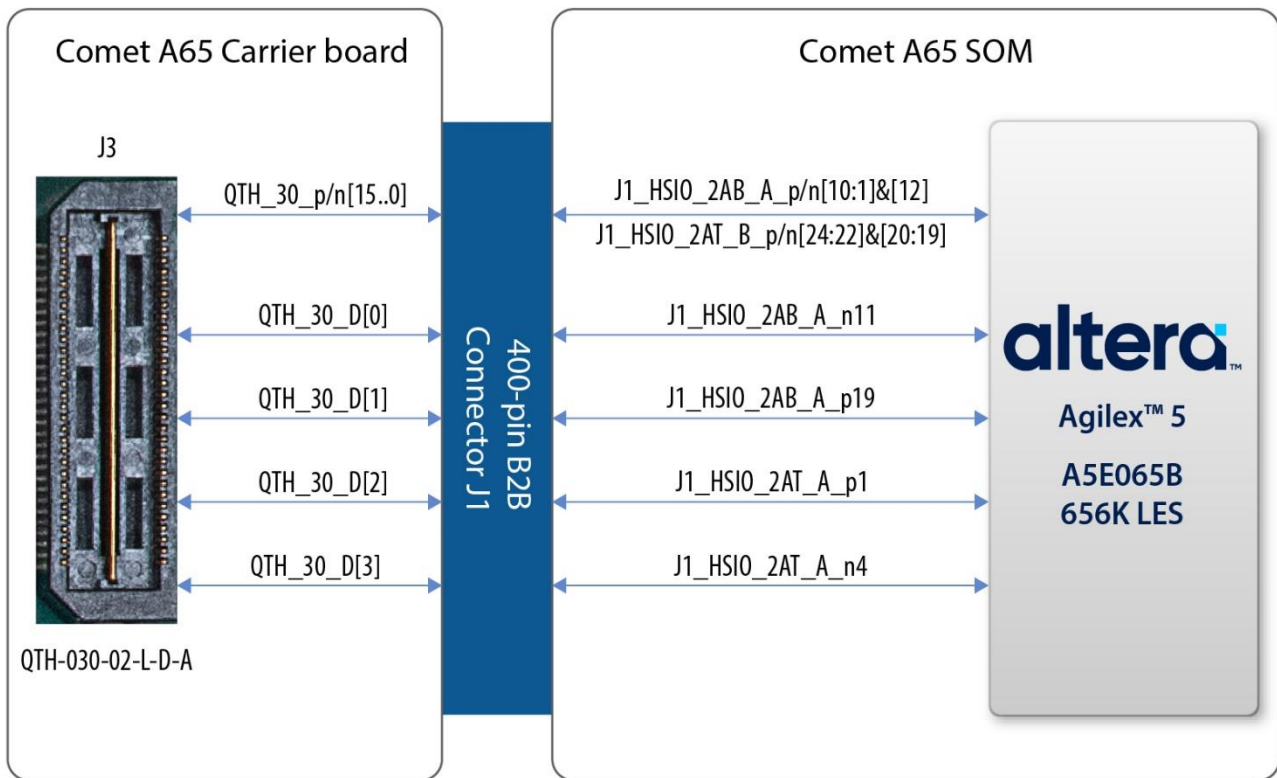 Comet A65 Carrier board
Comet A65 SOM
J3
QTH_30_p/n[15..0]
QTH_30_D[0]
QTH_30_D[1]
QTH_30_D[2]
QTH_30_D[3]
QTH-030-02-L-D-A
400-pin B2B
Connector J1
J1_HSIO_2AB_A_p/n[10:1]&[12]
J1_HSIO_2AT_B_p/n[24:22]&[20:19]
J1_HSIO_2AB_A_n11
J1_HSIO_2AB_A_p19
J1_HSIO_2AT_A_p1
J1_HSIO_2AT_A_n4
altera™
Agilex™ 5
A5E065B
656K LES